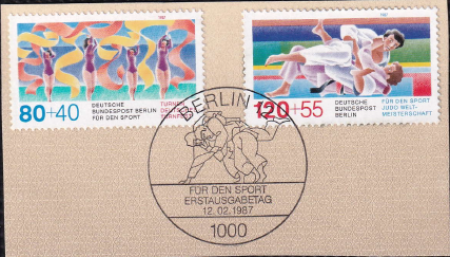 80+40
DEUTSCHE
BUNDESPOST BERLIN
FÜR DEN SPORT
120+55
DEUTSCHE
BUNDESPOST
BERLIN
FÜR DEN SPORT
JUDO WELT-
MEISTERSCHAFT
BERLIN
FÜR DEN SPORT
ERSTAUSGABETAG
12.02.1987
1000